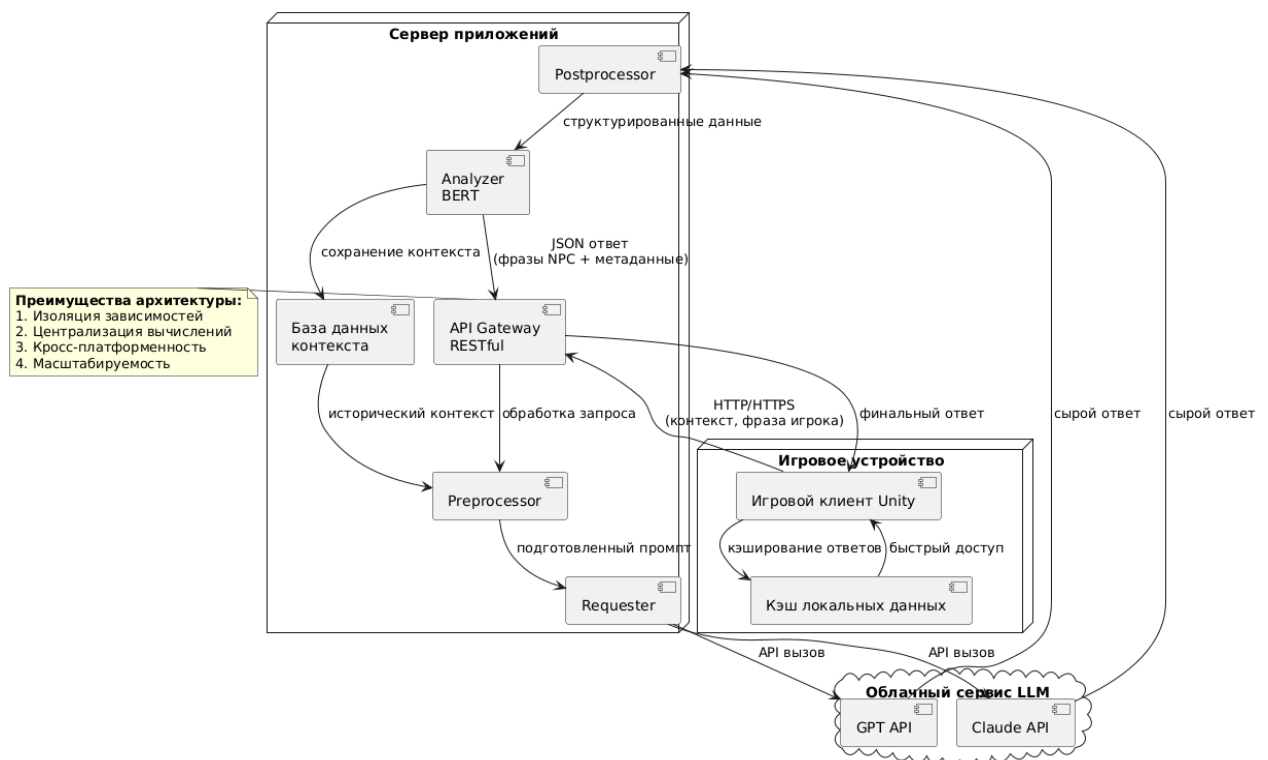 Сервер приложений
Postprocessor
структурированные данные
Analyzer
BERT
сохранение контекста
JSON ответ
(фразы NPC + метаданные)
Преимущества архитектуры:
1. Изоляция зависимостей
2. Централизация вычислений
3. Кросс-платформенность
4. Масштабируемость
База данных
контекста
API Gateway
RESTful
исторический контекст
обработка запроса
HTTP/HTTPS
(контекст, фраза игрока)
финальный ответ
сырой ответ
сырой ответ
Игровое устройство
Preprocessor
Игровой клиент Unity
подготовленный промпт
кэширование ответов
быстрый доступ
Requester
Кэш локальных данных
API вызов
API вызов
Облачный сервис LLM
GPT API
Claude API